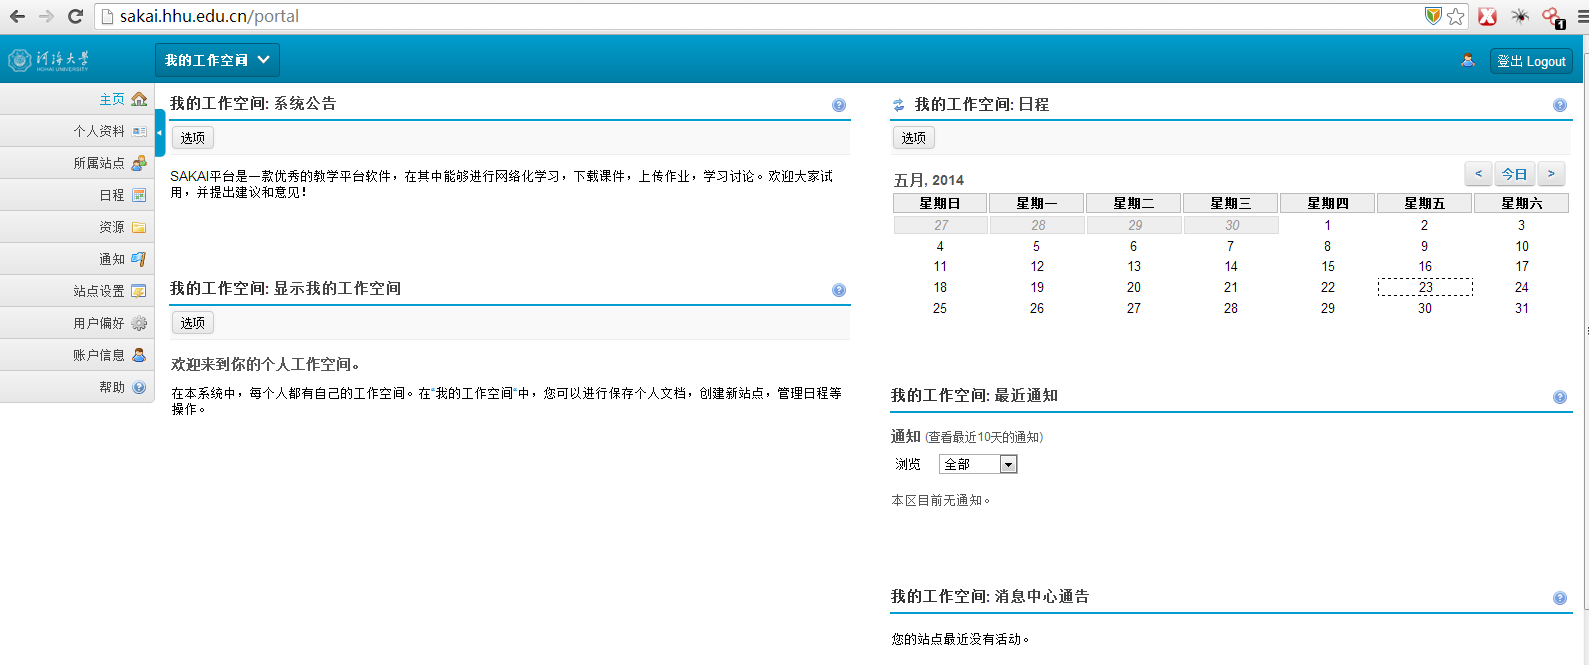 sakai.hhu.edu.cn/portal
1
河海大学
HOHAI UNIVERSITY
我的工作空间
登出 Logout
主页
个人资料
所属站点
日程
资源
通知
站点设置
用户偏好
账户信息
帮助
我的工作空间: 系统公告
选项
SAKAI平台是一款优秀的教学平台软件，在其中能够进行网络化学习，下载课件，上传作业，学习讨论。欢迎大家试
用，并提出建议和意见！
我的工作空间: 显示我的工作空间
选项
欢迎来到你的个人工作空间。
在本系统中，每个人都有自己的工作空间。在"我的工作空间"中，您可以进行保存个人文档，创建新站点，管理日程等
操作。
我的工作空间: 日程
选项
五月, 2014
< 今日 >
星期日 星期一 星期二 星期三 星期四 星期五 星期六
27 28 29 30 1 2 3
4 5 6 7 8 9 10
11 12 13 14 15 16 17
18 19 20 21 22 23 24
25 26 27 28 29 30 31
我的工作空间: 最近通知
通知 (查看最近10天的通知)
浏览 全部
本区目前无通知。
我的工作空间: 消息中心通告
您的站点最近没有活动。